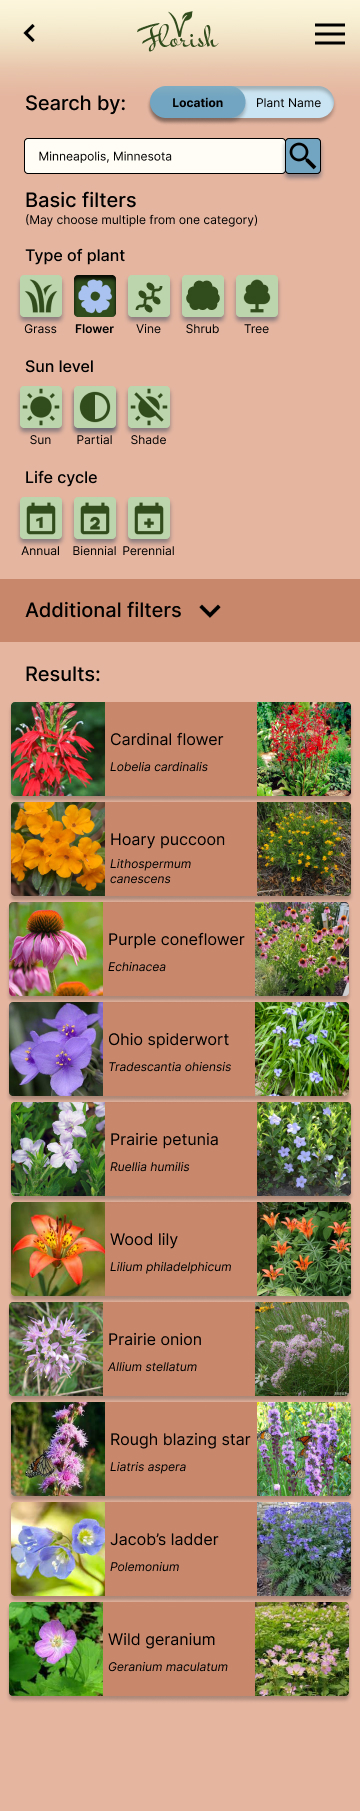 Florish
Search by:
Location
Plant Name
Minneapolis, Minnesota
Basic filters
(May choose multiple from one category)
Type of plant
Grass
Flower
Vine
Shrub
Tree
Sun level
Sun
Partial
Shade
Life cycle
1
2
Annual
Biennial
Perennial
Additional filters
Results:
Cardinal flower
Lobelia cardinalis
Hoary puccoon
Lithospermum
canescens
Purple coneflower
Echinacea
Ohio spiderwort
Tradescantia ohiensis
Prairie petunia
Ruellia humilis
Wood lily
Lilium philadelphicum
Prairie onion
Allium stellatum
Rough blazing star
Liatris aspera
Jacob’s ladder
Polemonium
Wild geranium
Geranium maculatum